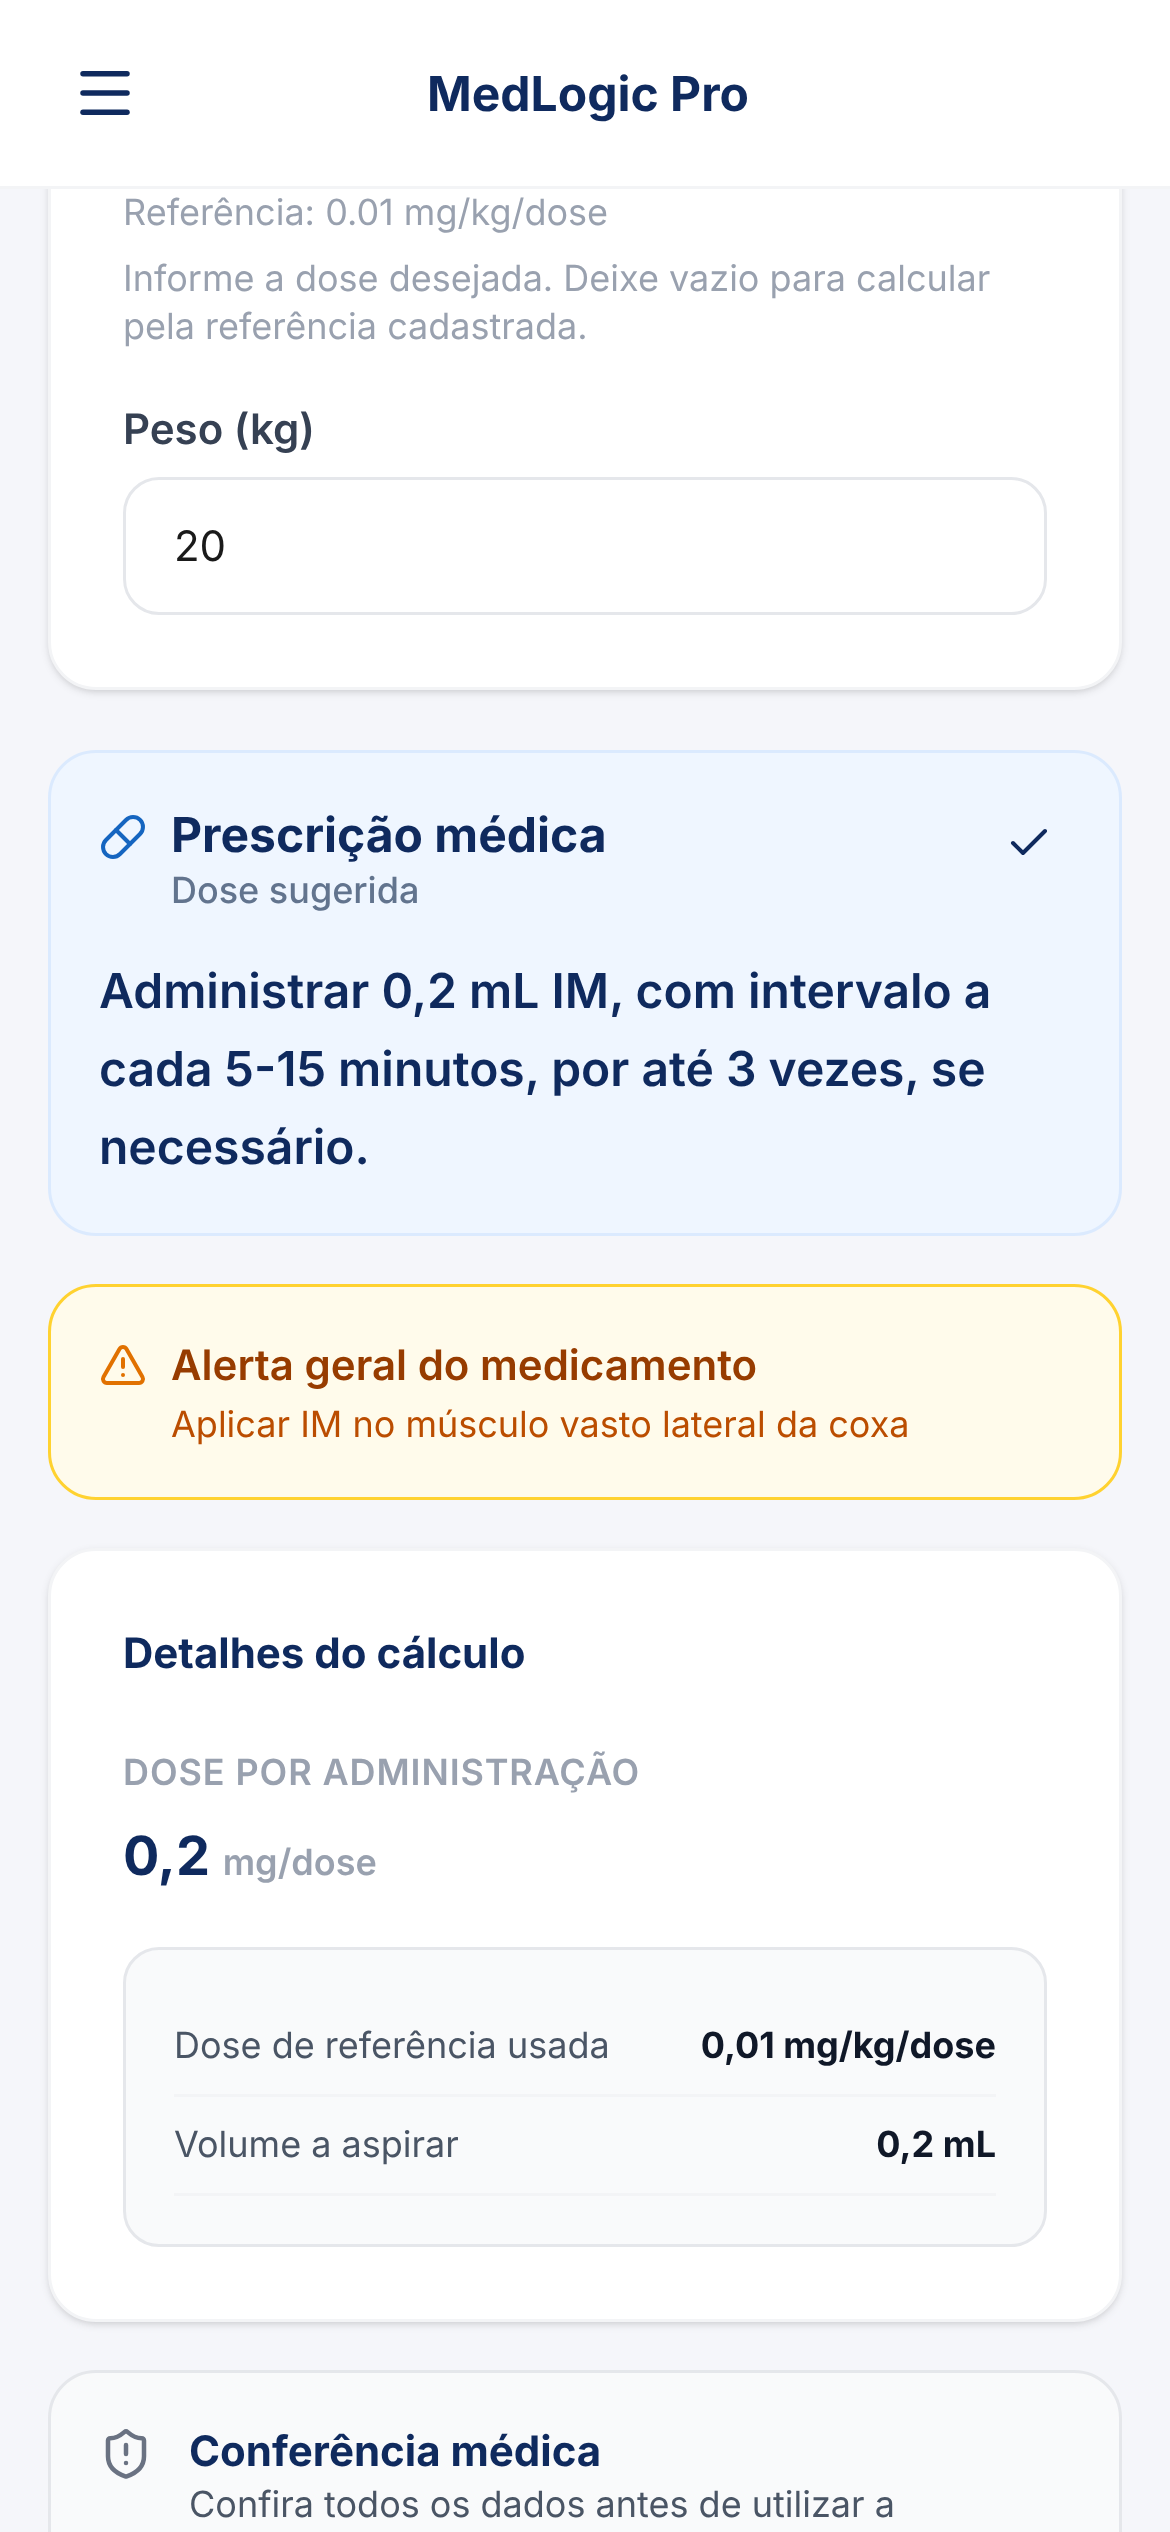 MedLogic Pro
Referência: 0.01 mg/kg/dose
Informe a dose desejada. Deixe vazio para calcular
pela referência cadastrada.
Peso (kg)
20
Prescrição médica
Dose sugerida
Administrar 0,2 mL IM, com intervalo a
cada 5-15 minutos, por até 3 vezes, se
necessário.
Alerta geral do medicamento
Aplicar IM no músculo vasto lateral da coxa
Detalhes do cálculo
DOSE POR ADMINISTRAÇÃO
0,2 mg/dose
Dose de referência usada 0,01 mg/kg/dose
Volume a aspirar 0,2 mL
Conferência médica
Confira todos os dados antes de utilizar a